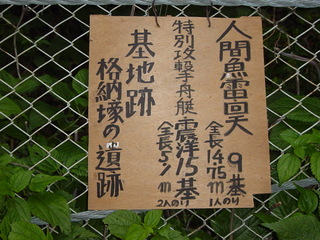 人間魚雷回天 9基
全長14.75m 1人のり
特別攻撃舟艇震洋15基
全長5.1m 2人のり
基地跡
格納壕の遺跡